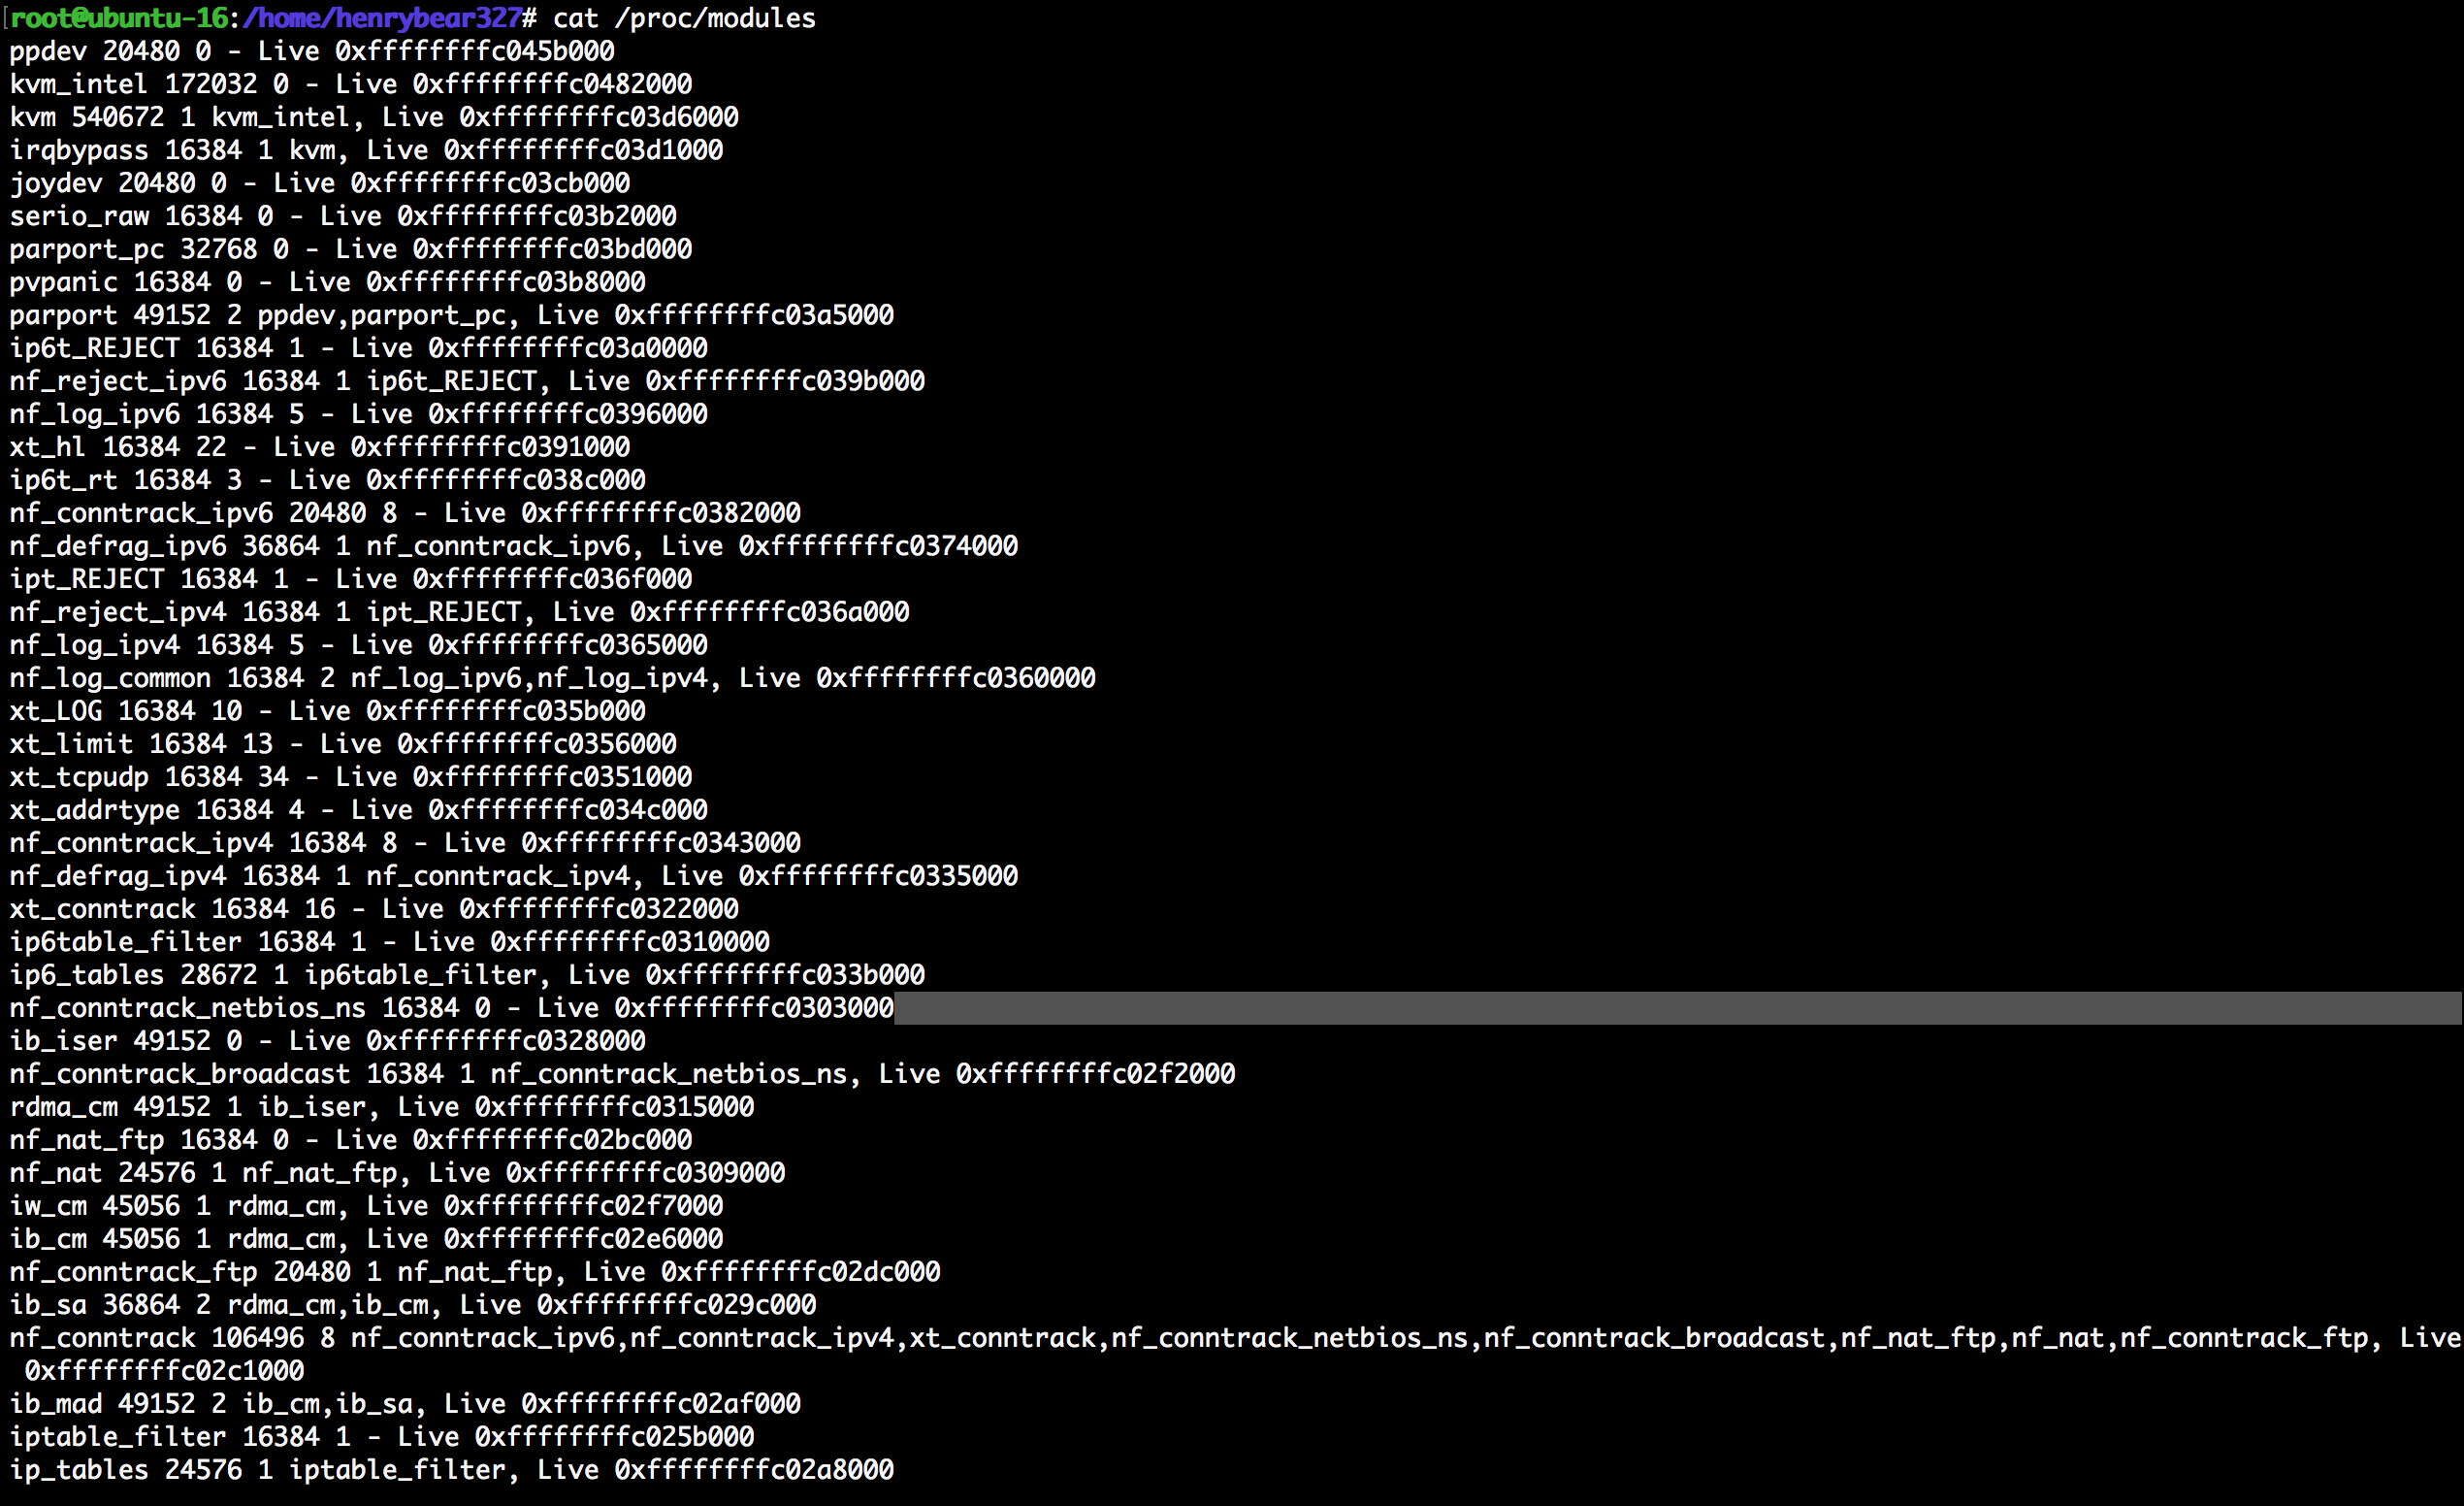 root@ubuntu-16:/home/henrybear327# cat /proc/modules
ppdev 20480 0 - Live 0xffffffffc045b000
kvm_intel 172032 0 - Live 0xffffffffc0482000
kvm 540672 1 kvm_intel, Live 0xffffffffc03d6000
irqbypass 16384 1 kvm, Live 0xffffffffc03d1000
joydev 20480 0 - Live 0xffffffffc03cb000
serio_raw 16384 0 - Live 0xffffffffc03b2000
parport_pc 32768 0 - Live 0xffffffffc03bd000
pvpanic 16384 0 - Live 0xffffffffc03b8000
parport 49152 2 ppdev,parport_pc, Live 0xffffffffc03a5000
ip6t_REJECT 16384 1 - Live 0xffffffffc03a0000
nf_reject_ipv6 16384 1 ip6t_REJECT, Live 0xffffffffc039b000
nf_log_ipv6 16384 5 - Live 0xffffffffc0396000
xt_hl 16384 22 - Live 0xffffffffc0391000
ip6t_rt 16384 3 - Live 0xffffffffc038c000
nf_conntrack_ipv6 20480 8 - Live 0xffffffffc0382000
nf_defrag_ipv6 36864 1 nf_conntrack_ipv6, Live 0xffffffffc0374000
ipt_REJECT 16384 1 - Live 0xffffffffc036f000
nf_reject_ipv4 16384 1 ipt_REJECT, Live 0xffffffffc036a000
nf_log_ipv4 16384 5 - Live 0xffffffffc0365000
nf_log_common 16384 2 nf_log_ipv6,nf_log_ipv4, Live 0xffffffffc0360000
xt_LOG 16384 10 - Live 0xffffffffc035b000
xt_limit 16384 13 - Live 0xffffffffc0356000
xt_tcpudp 16384 34 - Live 0xffffffffc0351000
xt_addrtype 16384 4 - Live 0xffffffffc034c000
nf_conntrack_ipv4 16384 8 - Live 0xffffffffc0343000
nf_defrag_ipv4 16384 1 nf_conntrack_ipv4, Live 0xffffffffc0335000
xt_conntrack 16384 16 - Live 0xffffffffc0322000
ip6table_filter 16384 1 - Live 0xffffffffc0310000
ip6_tables 28672 1 ip6table_filter, Live 0xffffffffc033b000
nf_conntrack_netbios_ns 16384 0 - Live 0xffffffffc0303000
ib_iser 49152 0 - Live 0xffffffffc0328000
nf_conntrack_broadcast 16384 1 nf_conntrack_netbios_ns, Live 0xffffffffc02f2000
rdma_cm 49152 1 ib_iser, Live 0xffffffffc0315000
nf_nat_ftp 16384 0 - Live 0xffffffffc02bc000
nf_nat 24576 1 nf_nat_ftp, Live 0xffffffffc0309000
iw_cm 45056 1 rdma_cm, Live 0xffffffffc02f7000
ib_cm 45056 1 rdma_cm, Live 0xffffffffc02e6000
nf_conntrack_ftp 20480 1 nf_nat_ftp, Live 0xffffffffc02dc000
ib_sa 36864 2 rdma_cm,ib_cm, Live 0xffffffffc029c000
nf_conntrack 106496 8 nf_conntrack_ipv6,nf_conntrack_ipv4,xt_conntrack,nf_conntrack_netbios_ns,nf_conntrack_broadcast,nf_nat_ftp,nf_nat,nf_conntrack_ftp, Live
0xffffffffc02c1000
ib_mad 49152 2 ib_cm,ib_sa, Live 0xffffffffc02af000
iptable_filter 16384 1 - Live 0xffffffffc025b000
ip_tables 24576 1 iptable_filter, Live 0xffffffffc02a8000